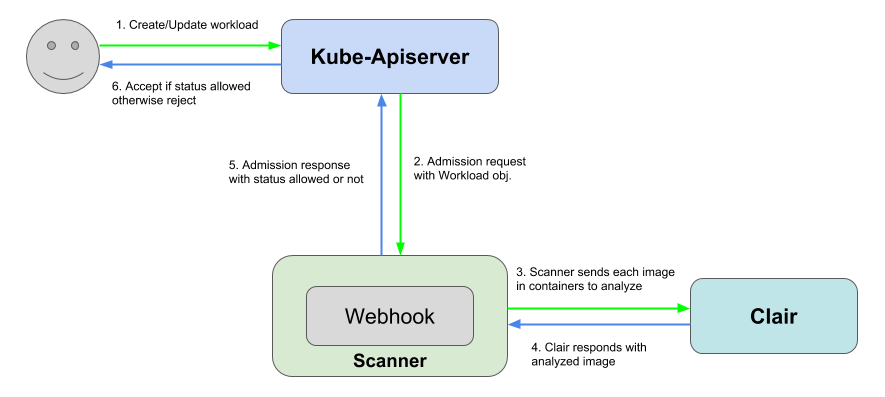 1. Create/Update workload
Kube-Apiserver
6. Accept if status allowed
otherwise reject
5. Admission response
with status allowed or not
2. Admission request
with Workload obj.
3. Scanner sends each image
in containers to analyze
Webhook
Scanner
Clair
4. Clair responds with
analyzed image